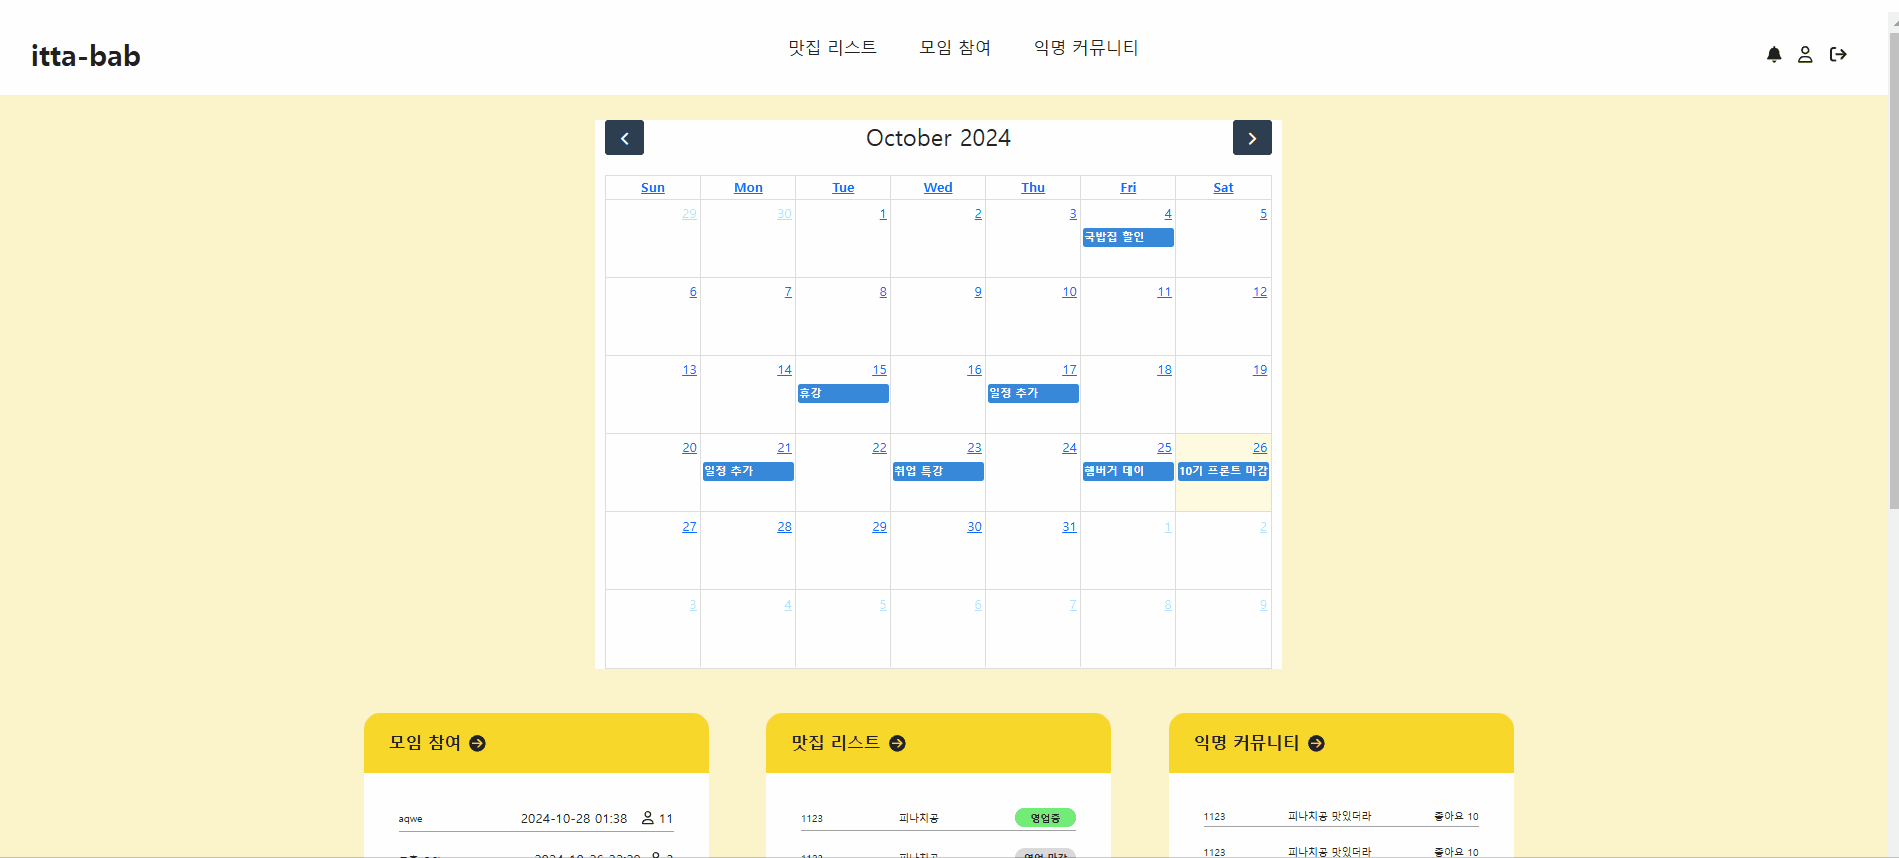 itta-bab
맛집 리스트 모임 참여 익명 커뮤니티
October 2024
Sun Mon Tue Wed Thu Fri Sat
29 30 1 2 3 4 5
국밥집 할인
6 7 8 9 10 11 12
13 14 15 16 17 18 19
휴강 일정 추가
20 21 22 23 24 25 26
일정 추가 취업 특강 햄버거 데이 10기 프론트 마감
27 28 29 30 31 1 2
3 4 5 6 7 8 9
모임 참여
aqwe 2024-10-28 01:38 11
맛집 리스트
1123 피나치공 영업중
1123 피나치공 영업 마감
익명 커뮤니티
1123 피나치공 맛있더라 좋아요 10
1123 피나치공 맛있더라 좋아요 10